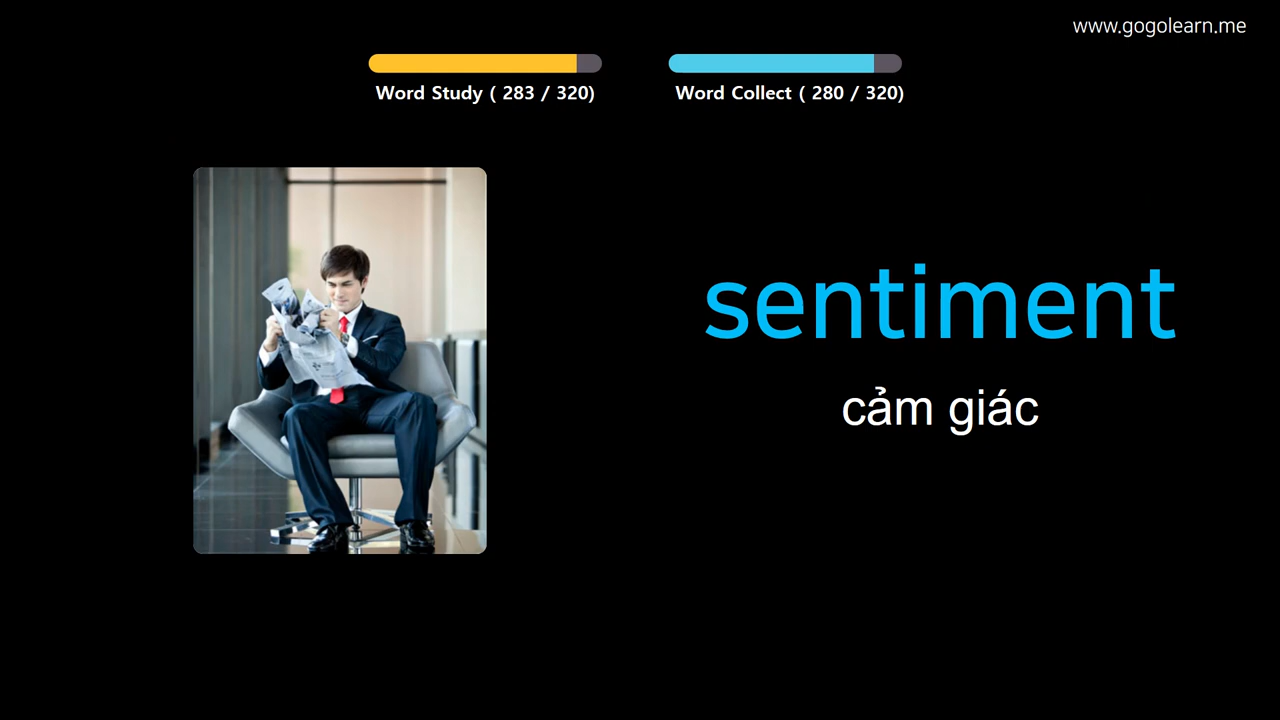 www.gogolearn.me
Word Study ( 283 / 320)
Word Collect ( 280 / 320)
sentiment
cảm giác